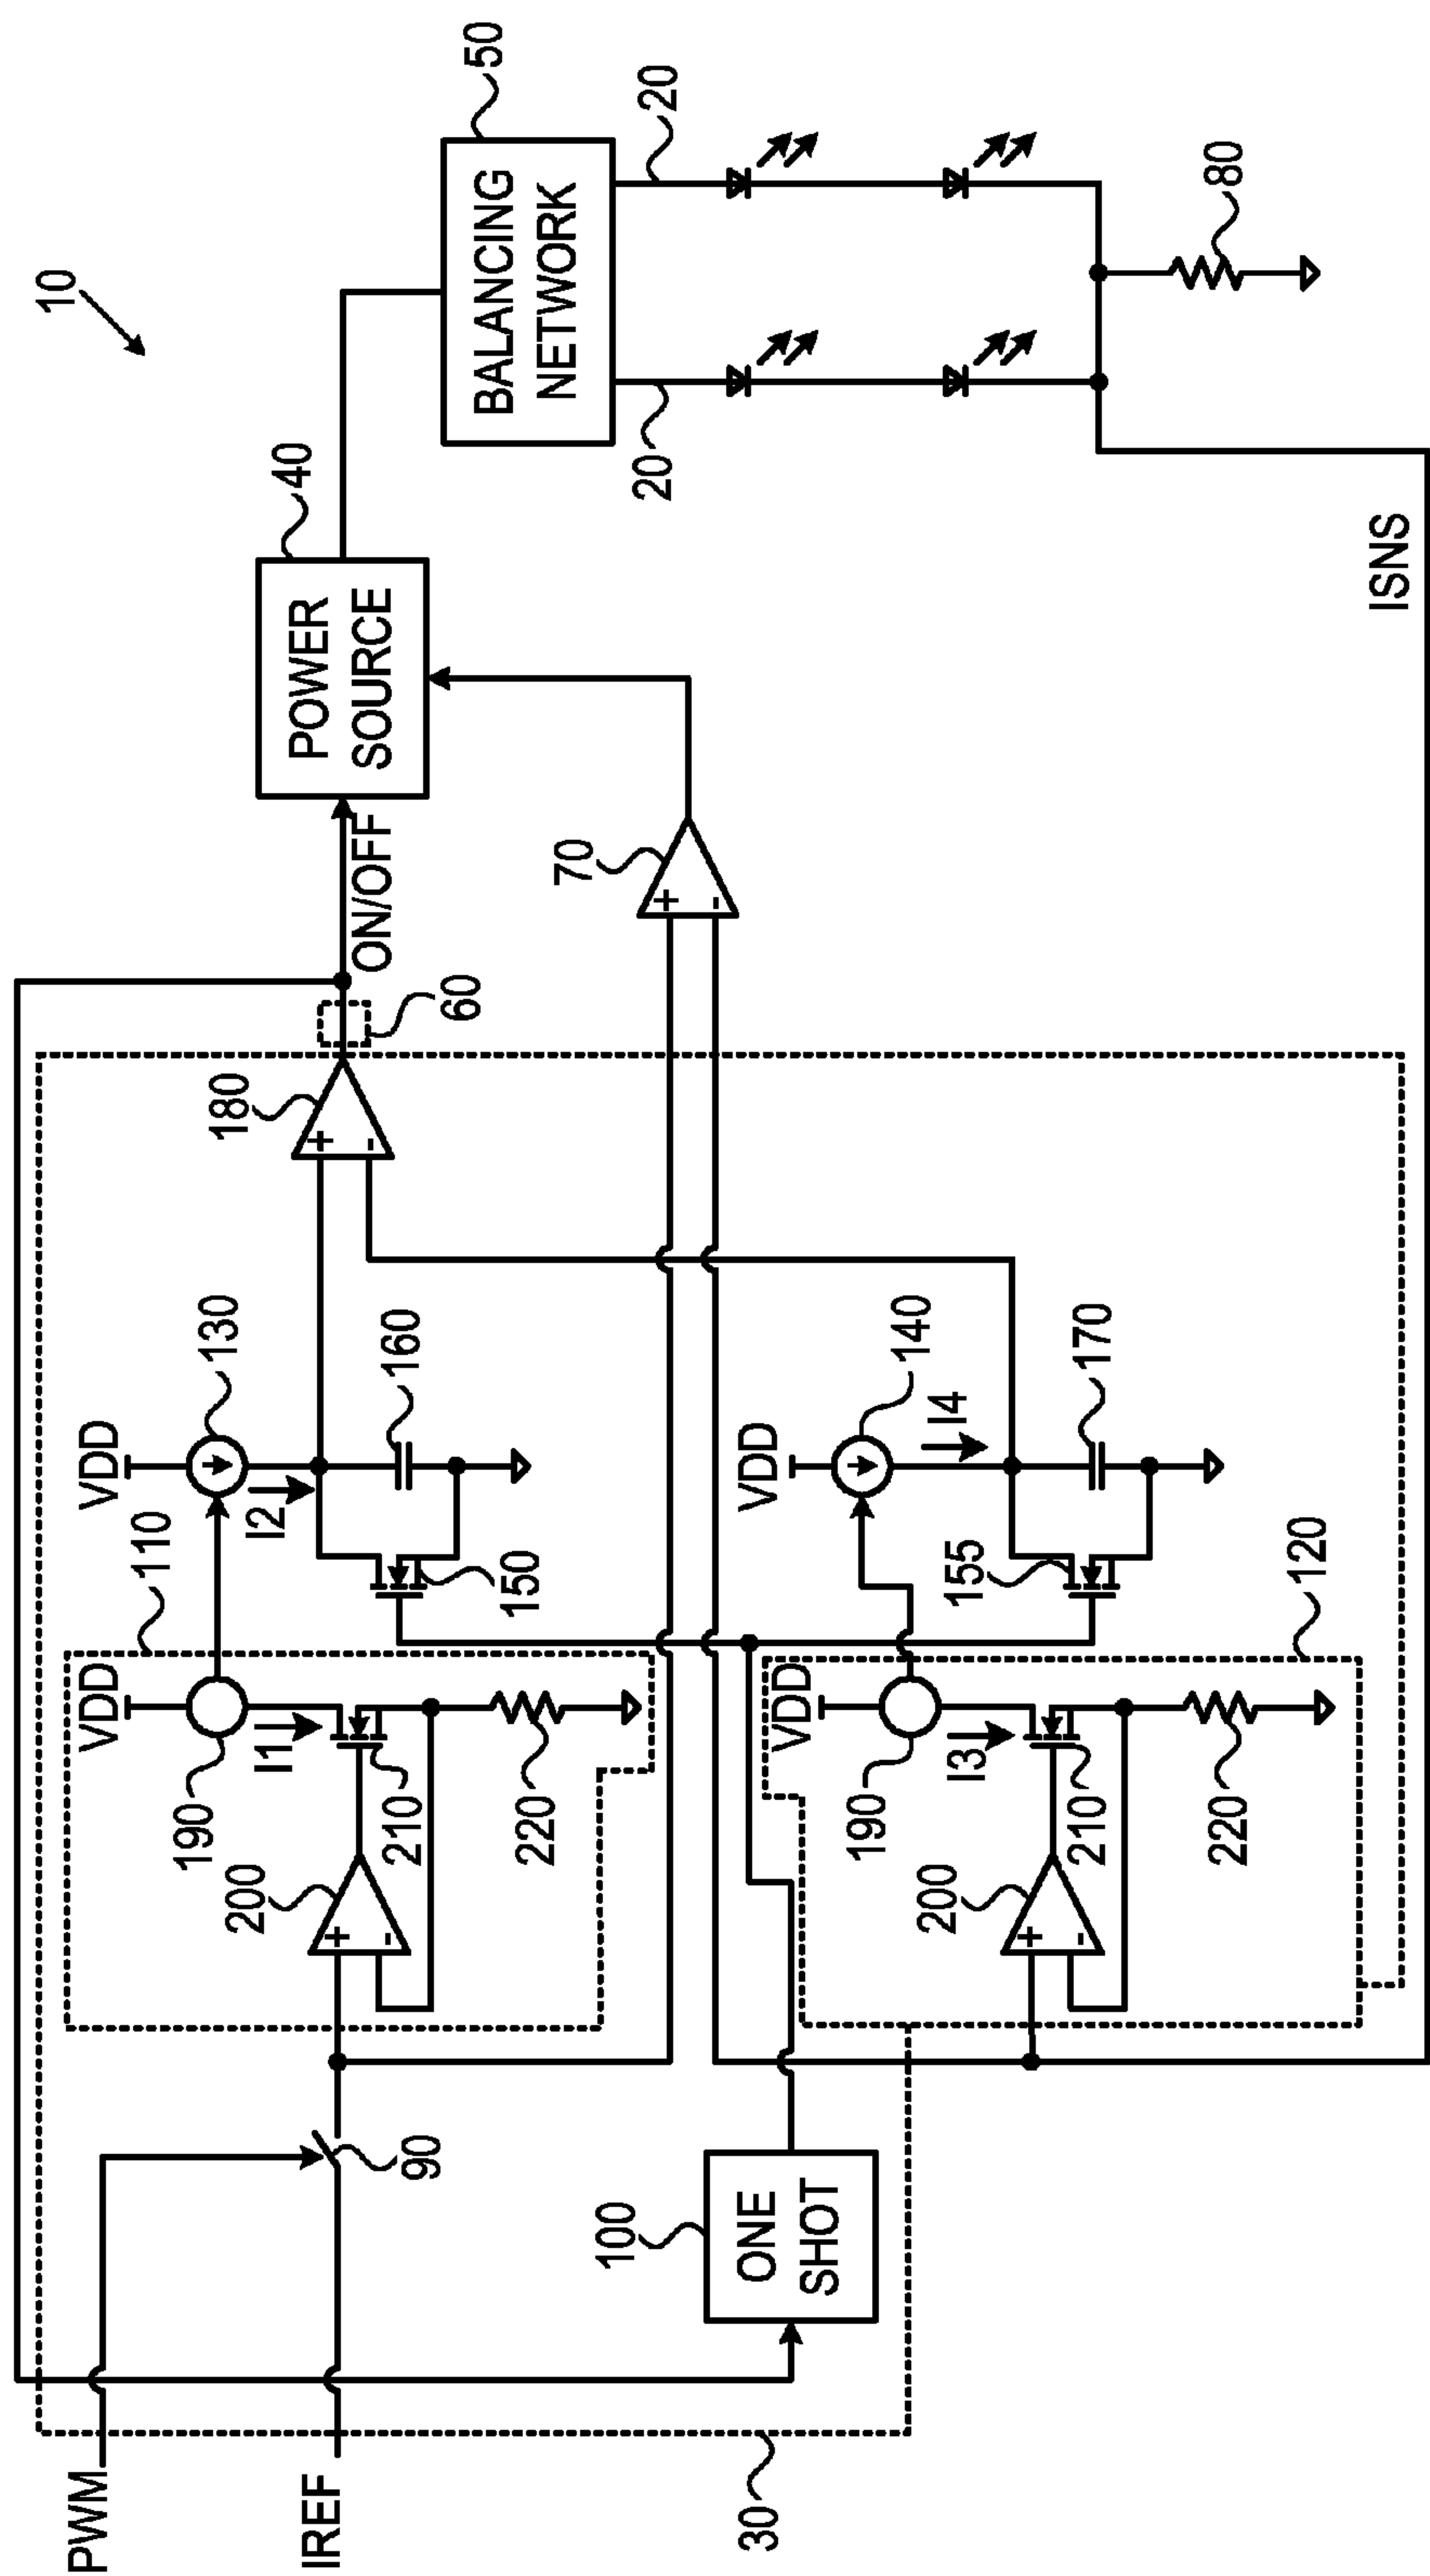 10
50
BALANCING
NETWORK
20
20
80
40
POWER
SOURCE
ON/OFF
60
70
ISNS
180
+
-
+
-
VDD
130
I2
160
110
VDD
190
I1
150
210
220
200
+
-
VDD
140
I4
170
155
120
VDD
190
I3
210
220
200
+
-
90
100
ONE
SHOT
PWM
IREF
30